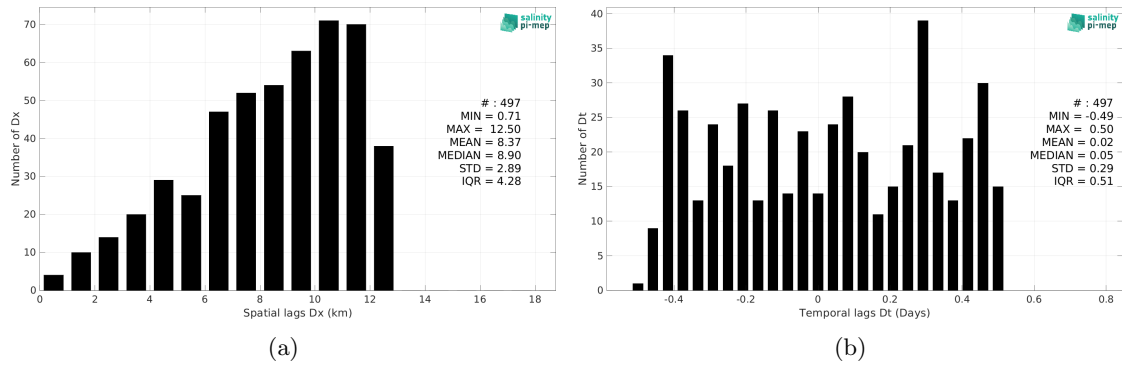 salinity
pi-mep
70
60
50
40
30
20
10
0
Number of Dx
# : 497
MIN = 0.71
MAX = 12.50
MEAN = 8.37
MEDIAN = 8.90
STD = 2.89
IQR = 4.28
0 2 4 6 8 10 12 14 16 18
Spatial lags Dx (km)
(a)
salinity
pi-mep
40
35
30
25
20
15
10
5
0
Number of Dt
# : 497
MIN = -0.49
MAX = 0.50
MEAN = 0.02
MEDIAN = 0.05
STD = 0.29
IQR = 0.51
-0.4 -0.2 0 0.2 0.4 0.6 0.8
Temporal lags Dt (Days)
(b)